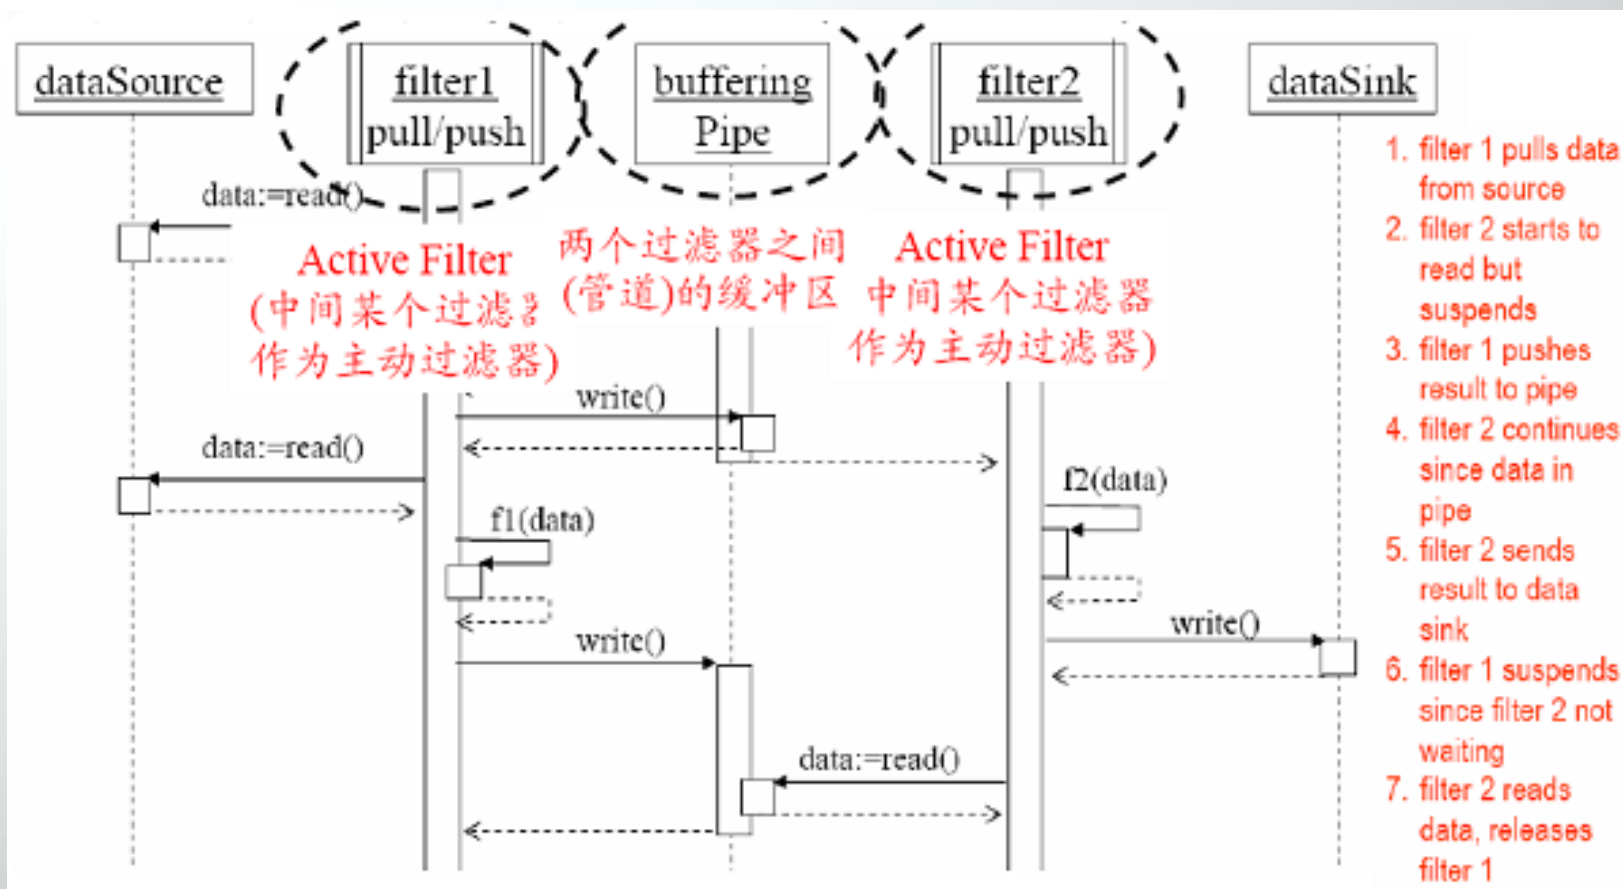 dataSource
filter1
pull/push
buffering
Pipe
filter2
pull/push
dataSink
data:=read()
Active Filter
(中间某个过滤器
作为主动过滤器)
两个过滤器之间
(管道)的缓冲区
Active Filter
中间某个过滤器
作为主动过滤器)
write()
data:=read()
f1(data)
f2(data)
write()
write()
data:=read()
1. filter 1 pulls data
from source
2. filter 2 starts to
read but
suspends
3. filter 1 pushes
result to pipe
4. filter 2 continues
since data in
pipe
5. filter 2 sends
result to data
sink
6. filter 1 suspends
since filter 2 not
waiting
7. filter 2 reads
data, releases
filter 1